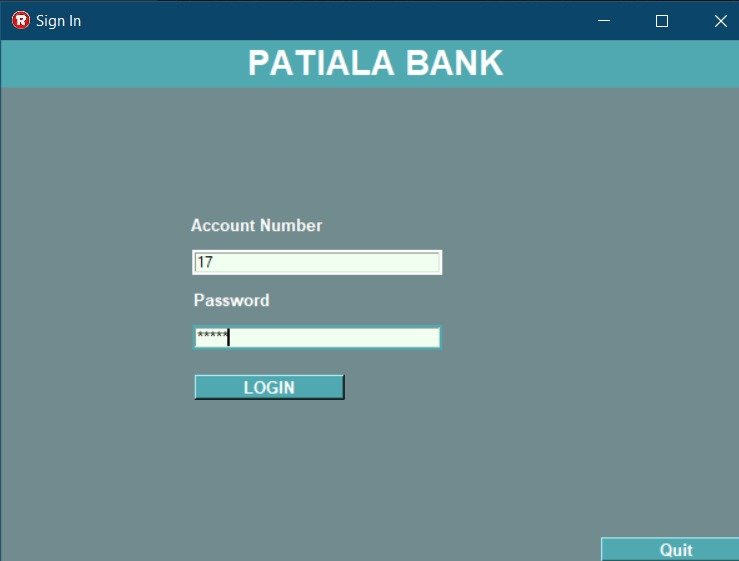 Sign In
PATIALA BANK
Account Number
17
Password
*****
LOGIN
Quit